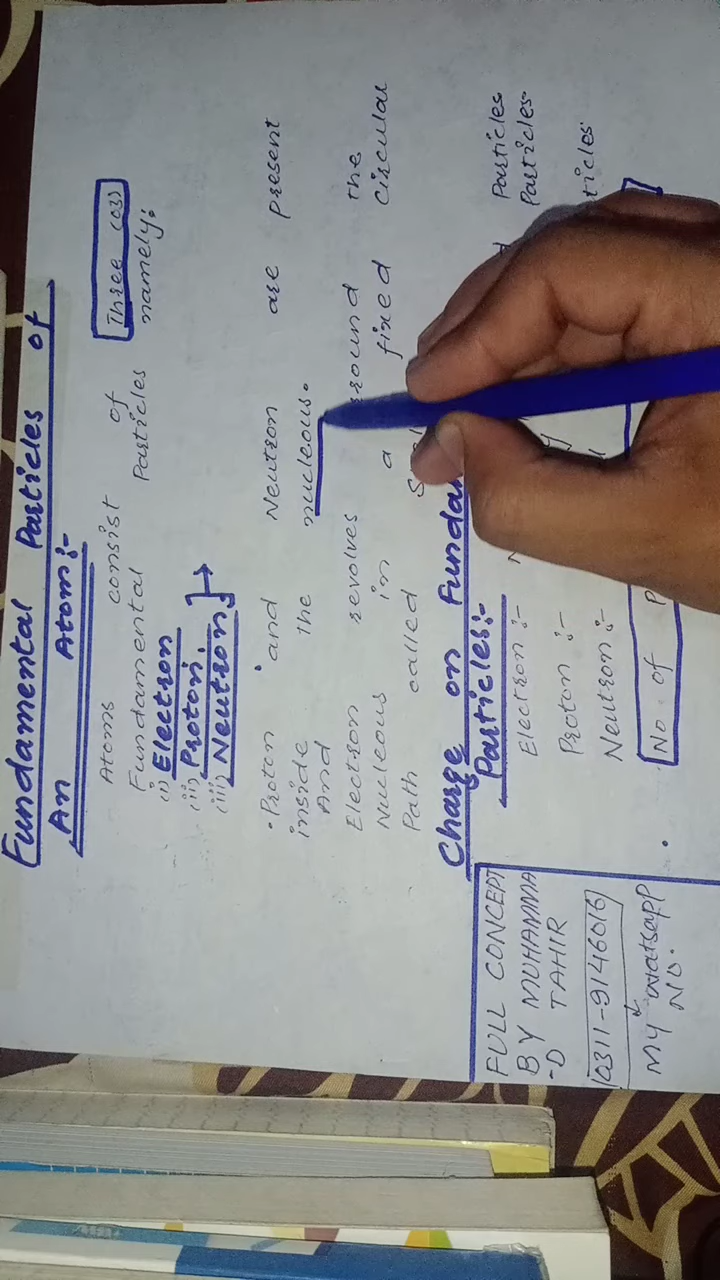 Fundamental Particles of
An Atom:-
Atoms consist of Three (03)
Fundamental Particles namely:
(i) Electron
(ii) Proton,
(iii) Neutron,
• Proton and Neutron are present
inside the nucleous.
And
Electron revolves around the
Nucleous in a fixed circular
Path called
Charge on Fundam
Particles:-
Electron:- Particles
Proton:- Particles.
Neutron:- ticles.
No. of P
FULL CONCEPT
BY MUHAMMA
-D TAHIR
0311-9146016
MY Whatsapp
NO.